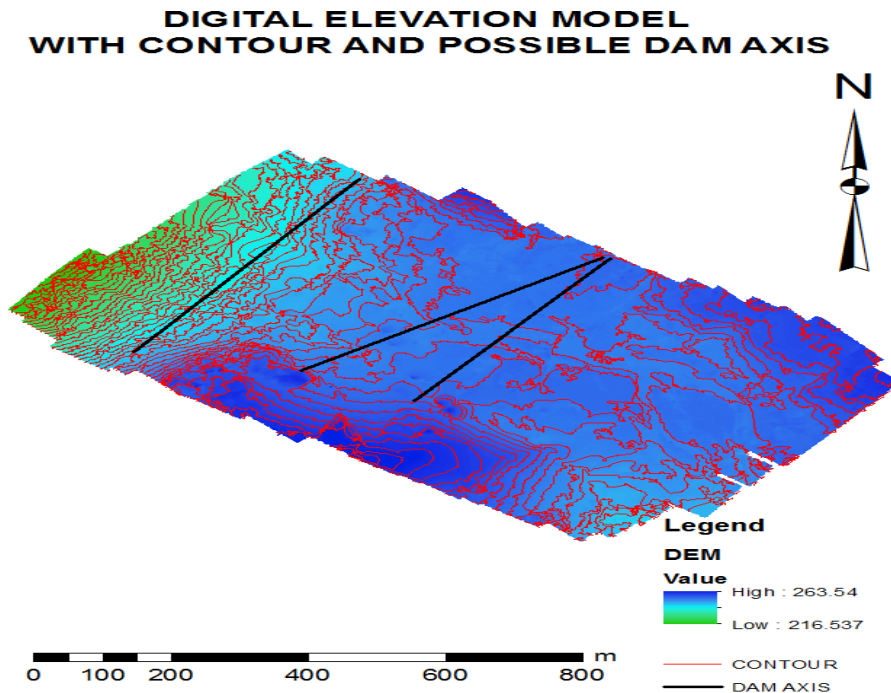 DIGITAL ELEVATION MODEL
WITH CONTOUR AND POSSIBLE DAM AXIS
N
Legend
DEM
Value
High : 263.54
Low : 216.537
CONTOUR
DAM AXIS
0 100 200 400 600 800 m